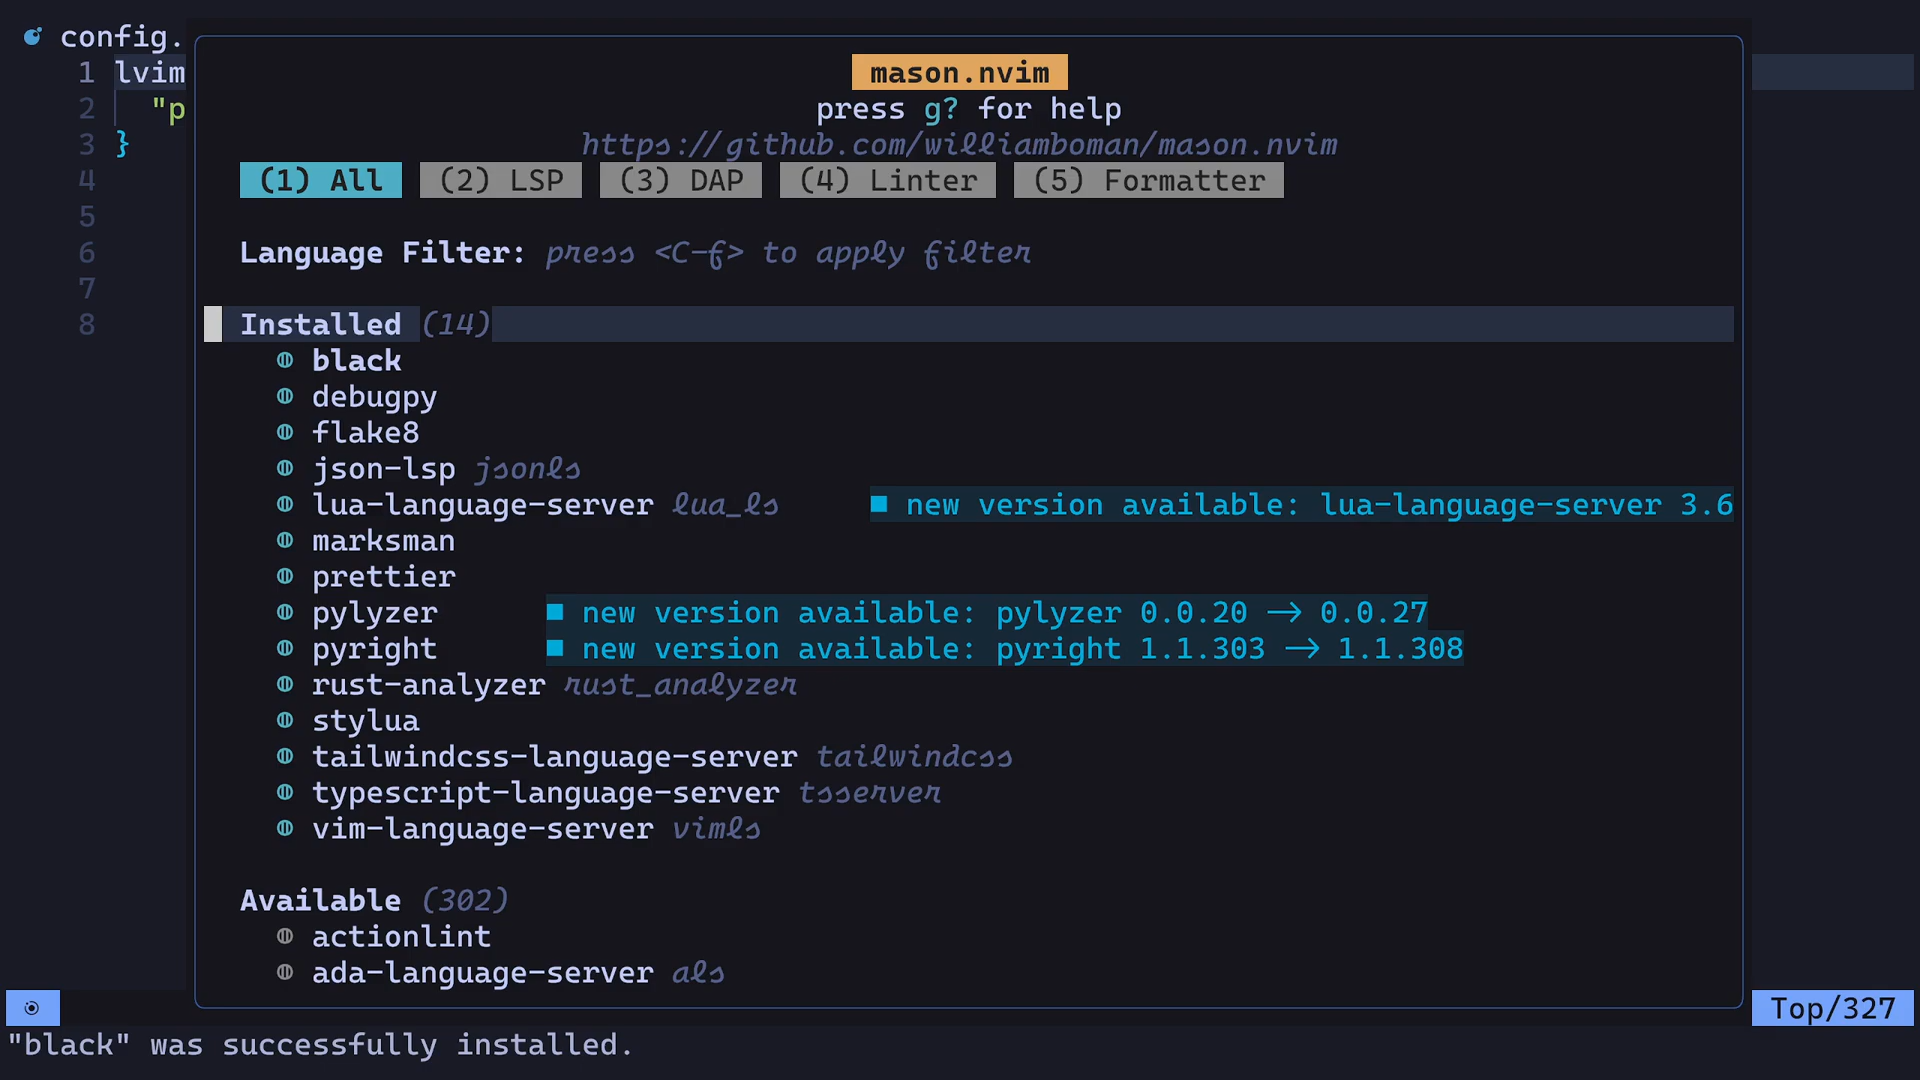 config.
mason.nvim
1 lvim
press g? for help
2 "p
https://github.com/williamboman/mason.nvim
3 }
(1) All (2) LSP (3) DAP (4) Linter (5) Formatter
4
5
Language Filter: press <C-f> to apply filter
6
7
8
Installed (14)
black
debugpy
flake8
json-lsp jsonls
lua-language-server lua_ls ■ new version available: lua-language-server 3.6
marksman
prettier
pylyzer ■ new version available: pylyzer 0.0.20 → 0.0.27
pyright ■ new version available: pyright 1.1.303 → 1.1.308
rust-analyzer rust_analyzer
stylua
tailwindcss-language-server tailwindcss
typescript-language-server tsserver
vim-language-server vimls
Available (302)
actionlint
ada-language-server als
Top/327
"black" was successfully installed.